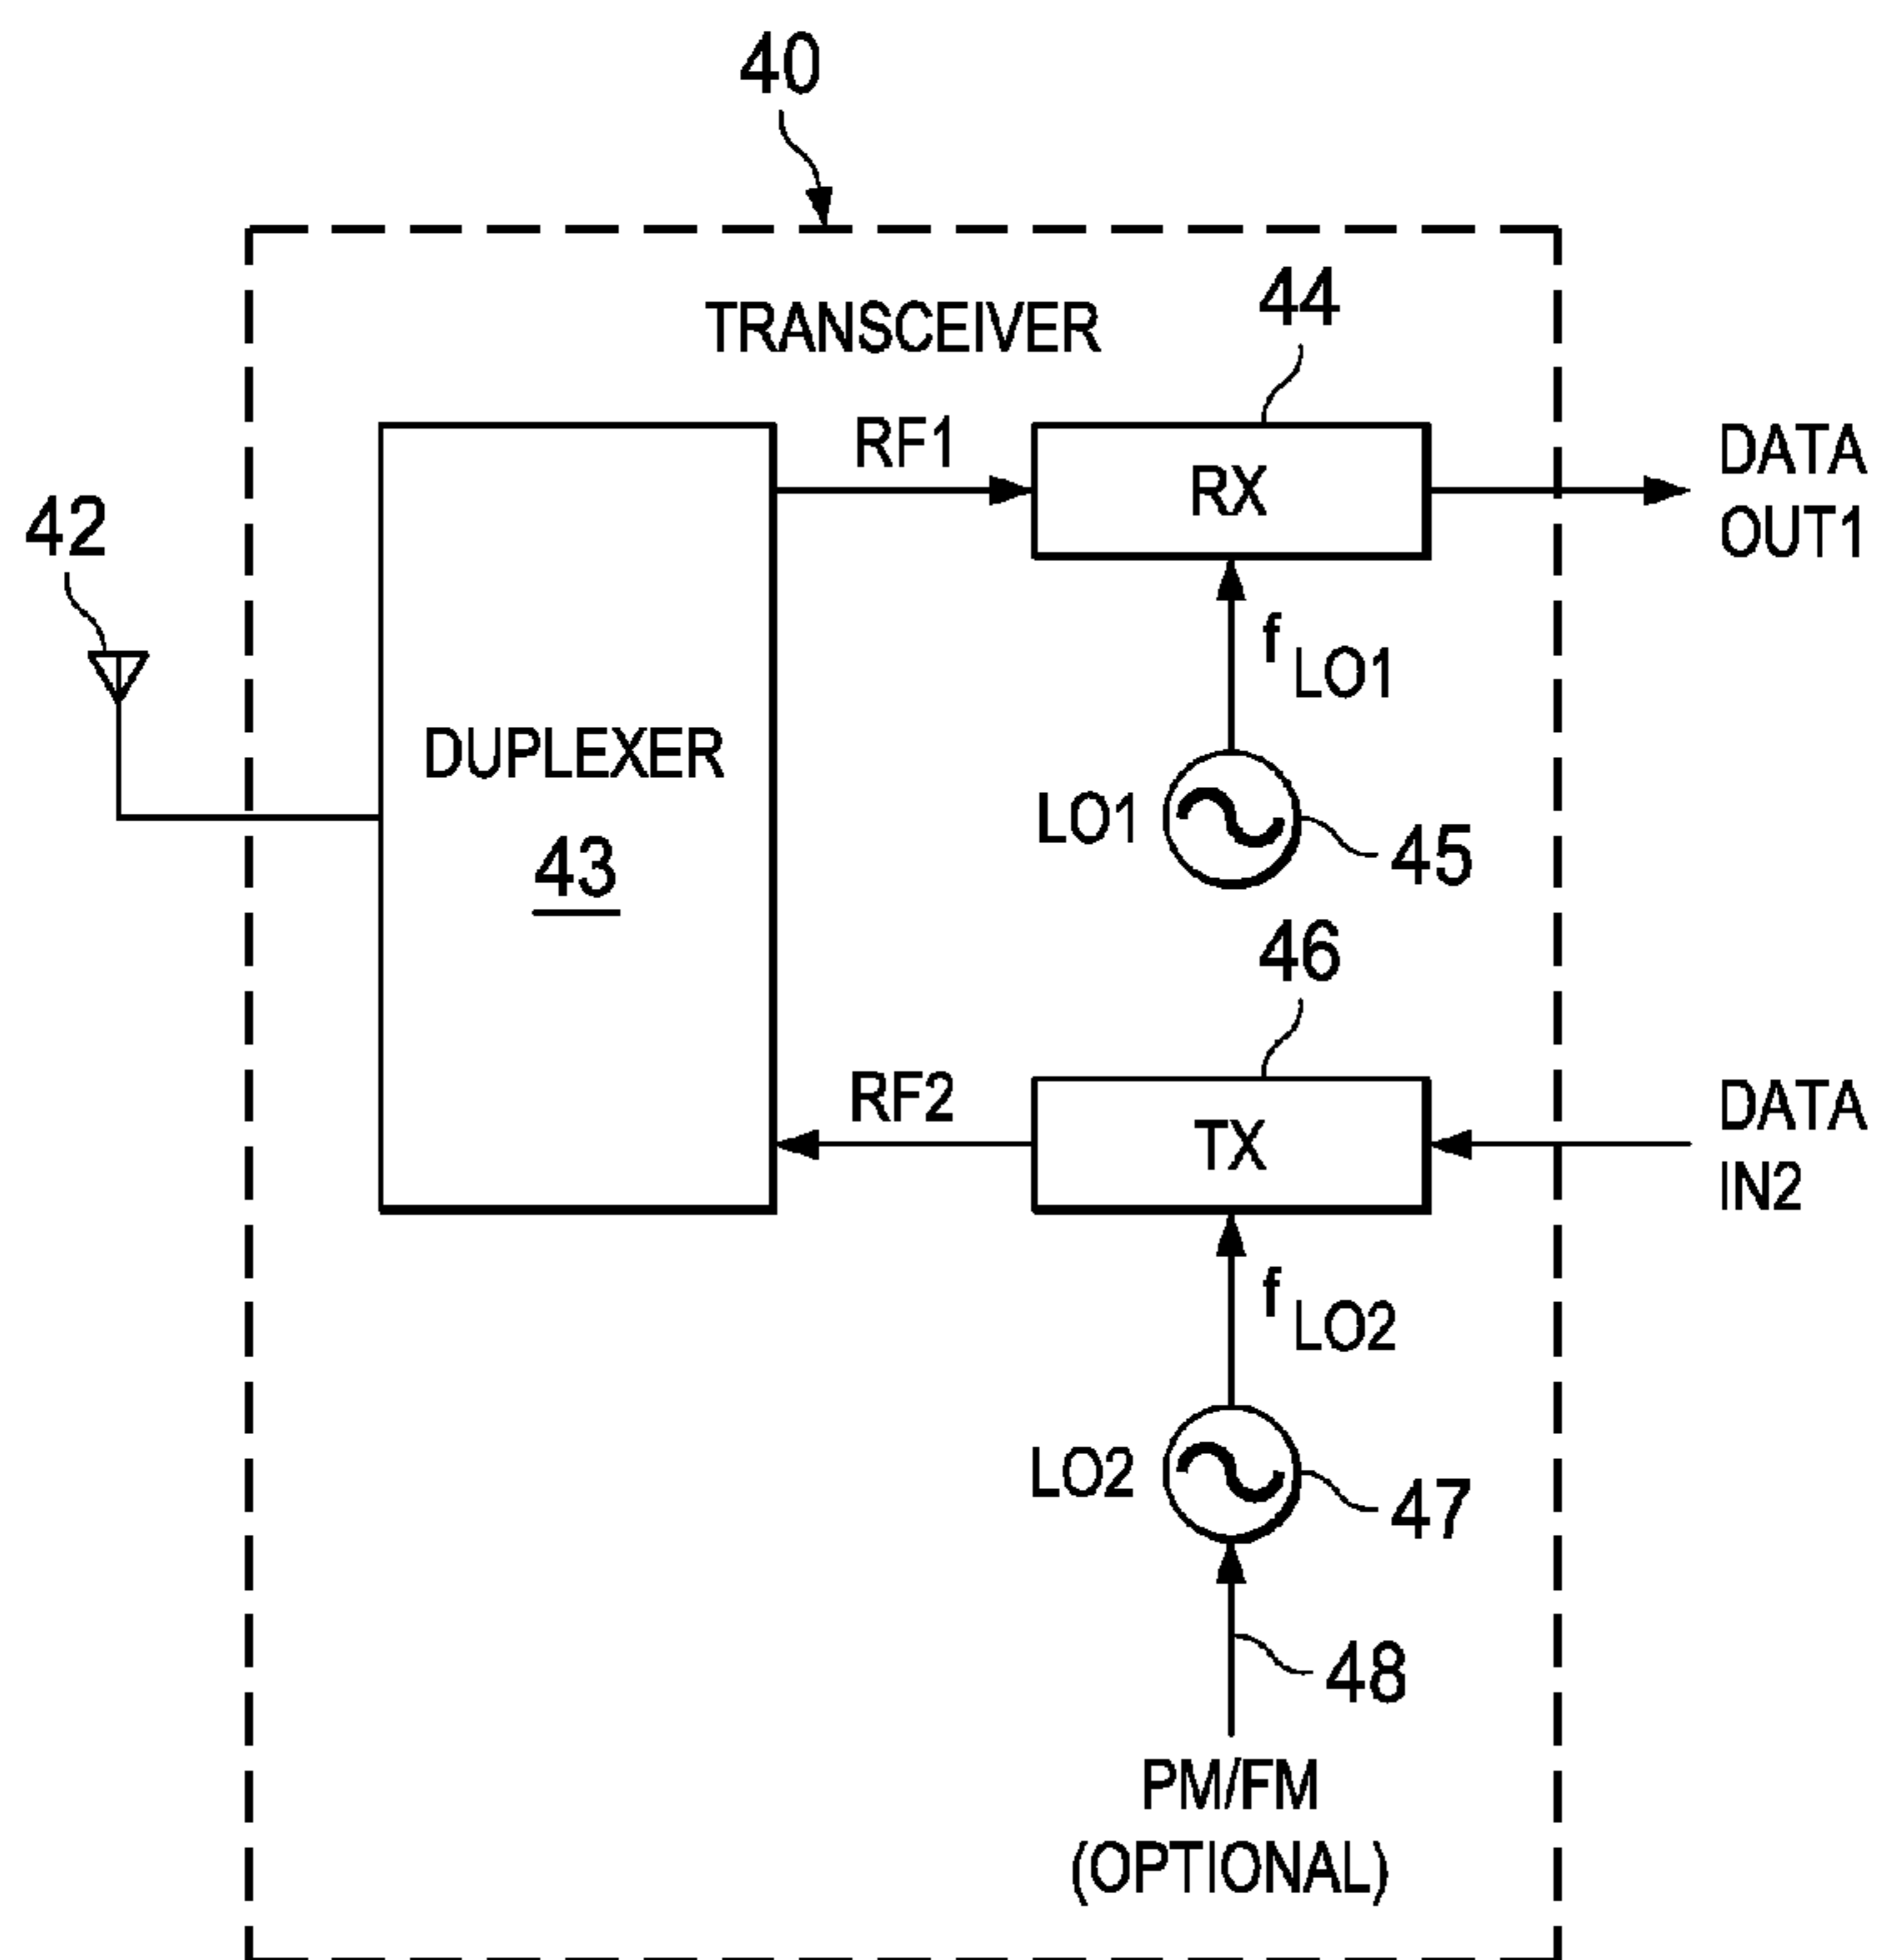 40
TRANSCEIVER
44
RF1
RX
DATA
OUT1
42
f LO1
DUPLEXER
43
LO1
45
46
RF2
TX
DATA
IN2
f LO2
LO2
47
48
PM/FM
(OPTIONAL)